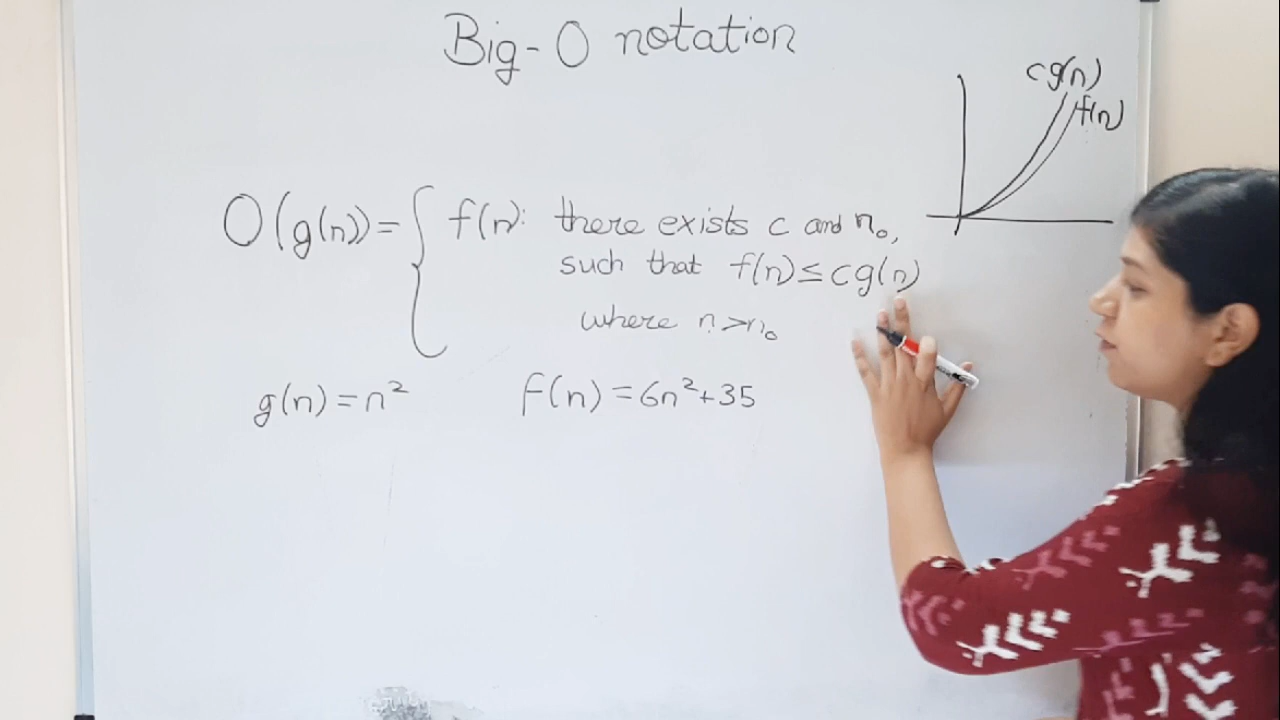 Big-O notation
cg(n)
f(n)
O(g(n)) = { f(n): there exists c and n₀,
such that f(n) ≤ cg(n)
where n > n₀
g(n) = n² f(n) = 6n² + 35